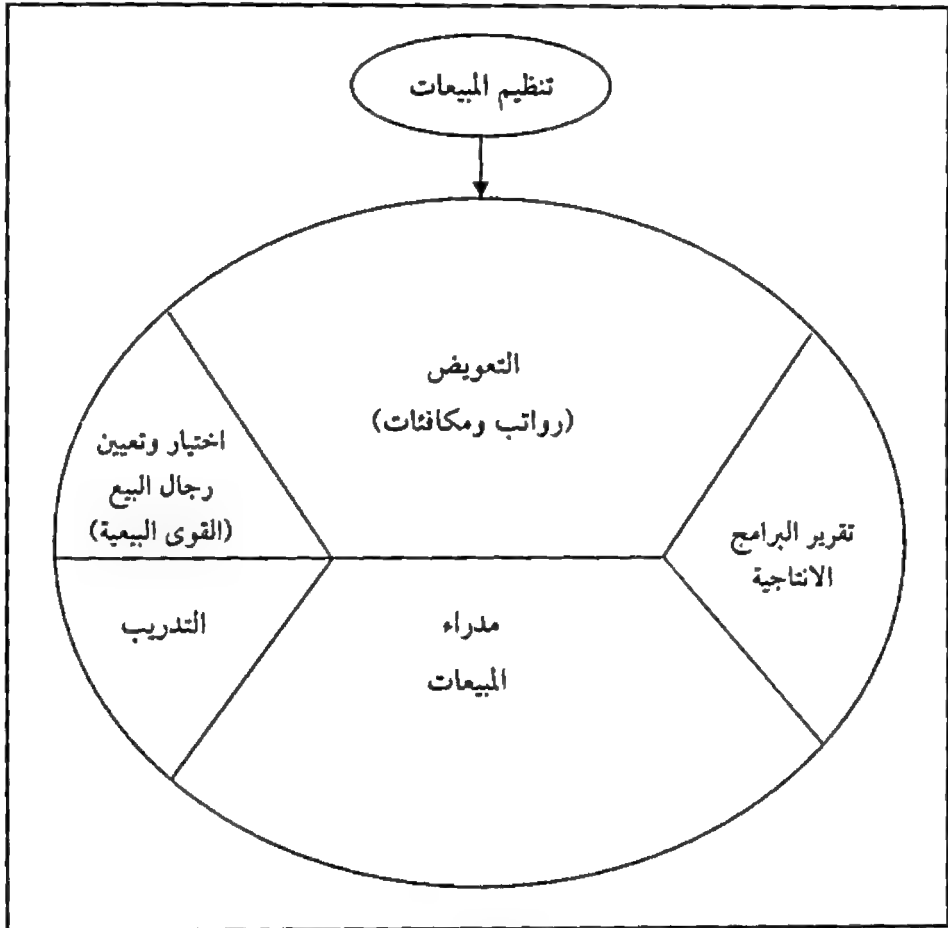 تنظيم المبيعات
التعويض
(رواتب ومكافئات)
اختيار وتعيين
رجال البيع
(القوى البيعية)
تقرير البرامج
الانتاجية
التدريب
مدراء
المبيعات